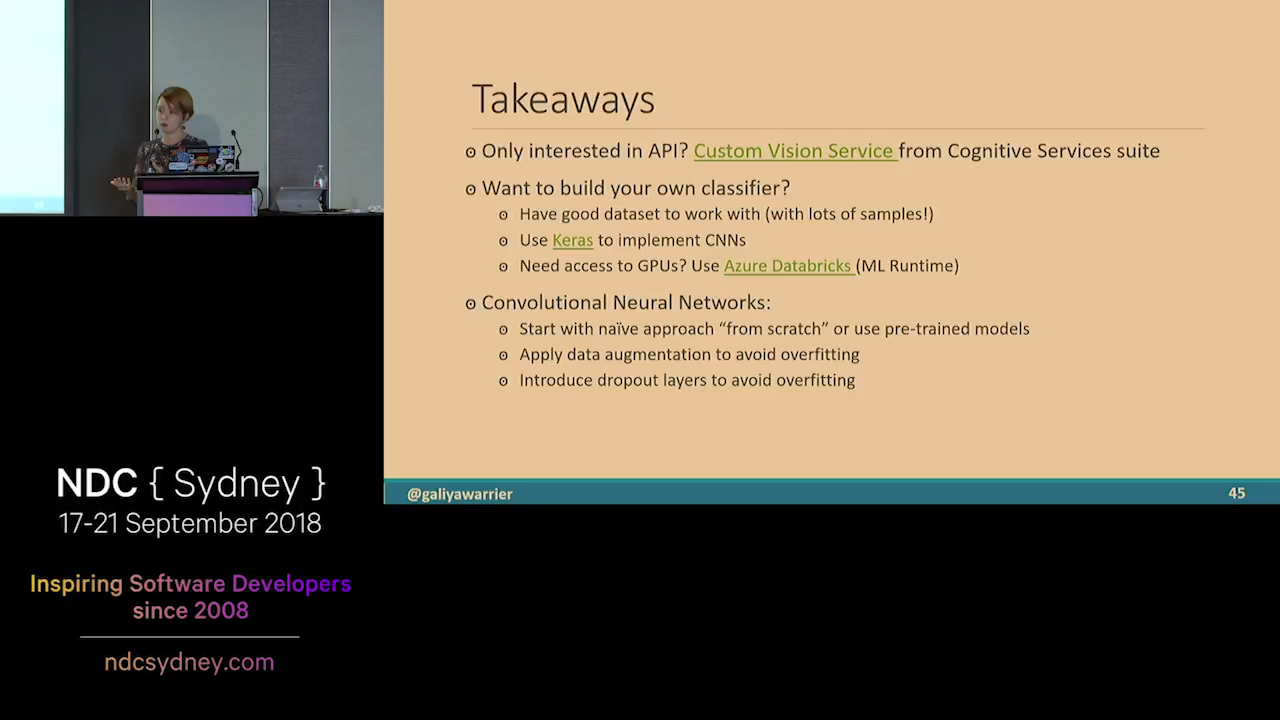 Takeaways
ʘ Only interested in API? Custom Vision Service from Cognitive Services suite
ʘ Want to build your own classifier?
ʘ Have good dataset to work with (with lots of samples!)
ʘ Use Keras to implement CNNs
ʘ Need access to GPUs? Use Azure Databricks (ML Runtime)
ʘ Convolutional Neural Networks:
ʘ Start with naïve approach “from scratch” or use pre-trained models
ʘ Apply data augmentation to avoid overfitting
ʘ Introduce dropout layers to avoid overfitting
@galiyawarrier
45
NDC { Sydney }
17-21 September 2018
Inspiring Software Developers
since 2008
ndcsydney.com